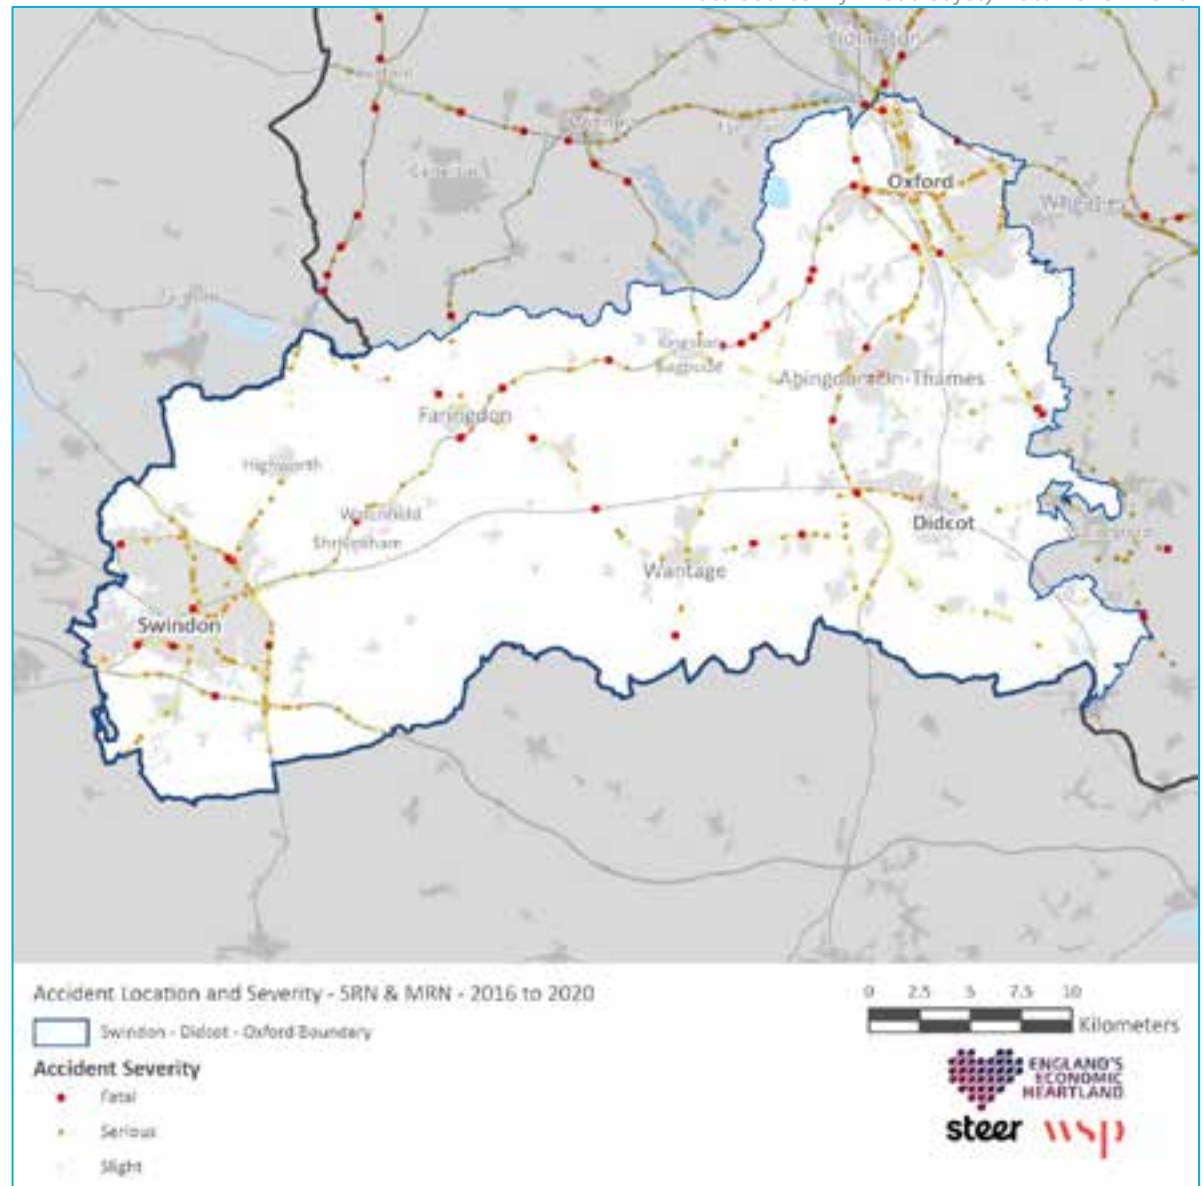 Oxford
Abingdon-on-Thames
Faringdon
Highworth
Watchfield
Shrivenham
Didcot
Wantage
Swindon
Accident Location and Severity - SRN & MRN - 2016 to 2020
Swindon - Didcot - Oxford Boundary
Accident Severity
Fatal
Serious
Slight
0 2.5 5 7.5 10
Kilometers
ENGLAND'S
ECONOMIC
HEARTLAND
steer wsp